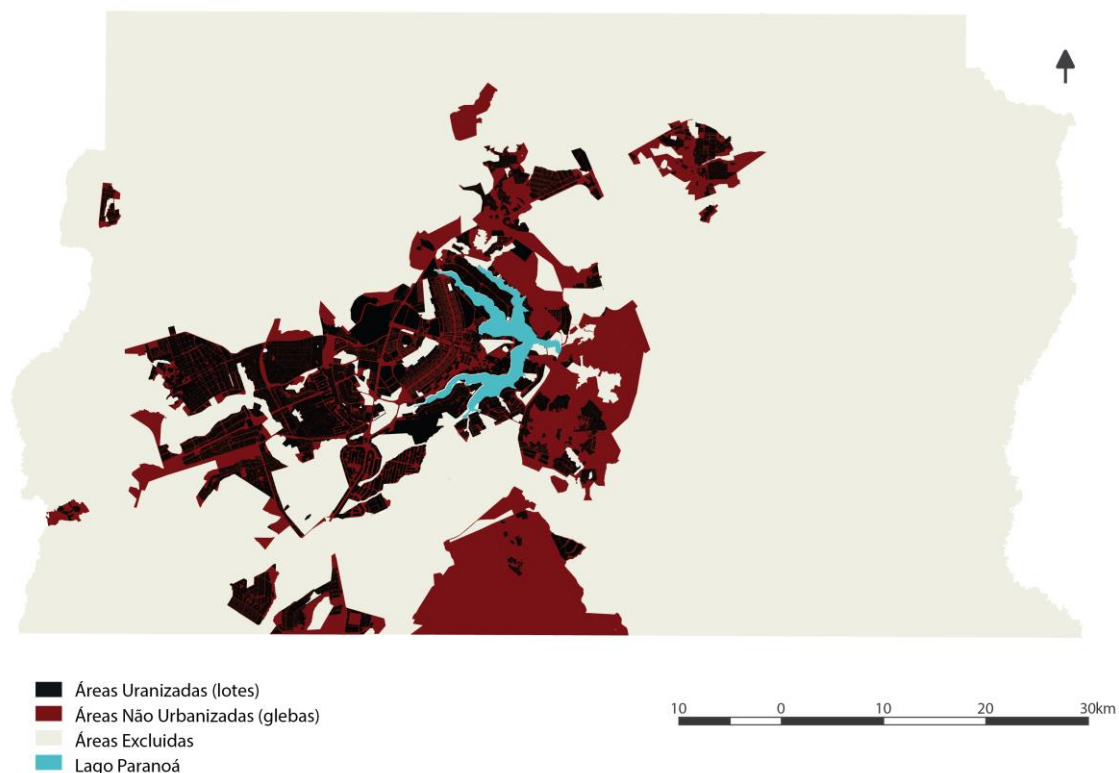 Áreas Uranizadas (lotes)
Áreas Não Urbanizadas (glebas)
Áreas Excluidas
Lago Paranoá
10 0 10 20 30km